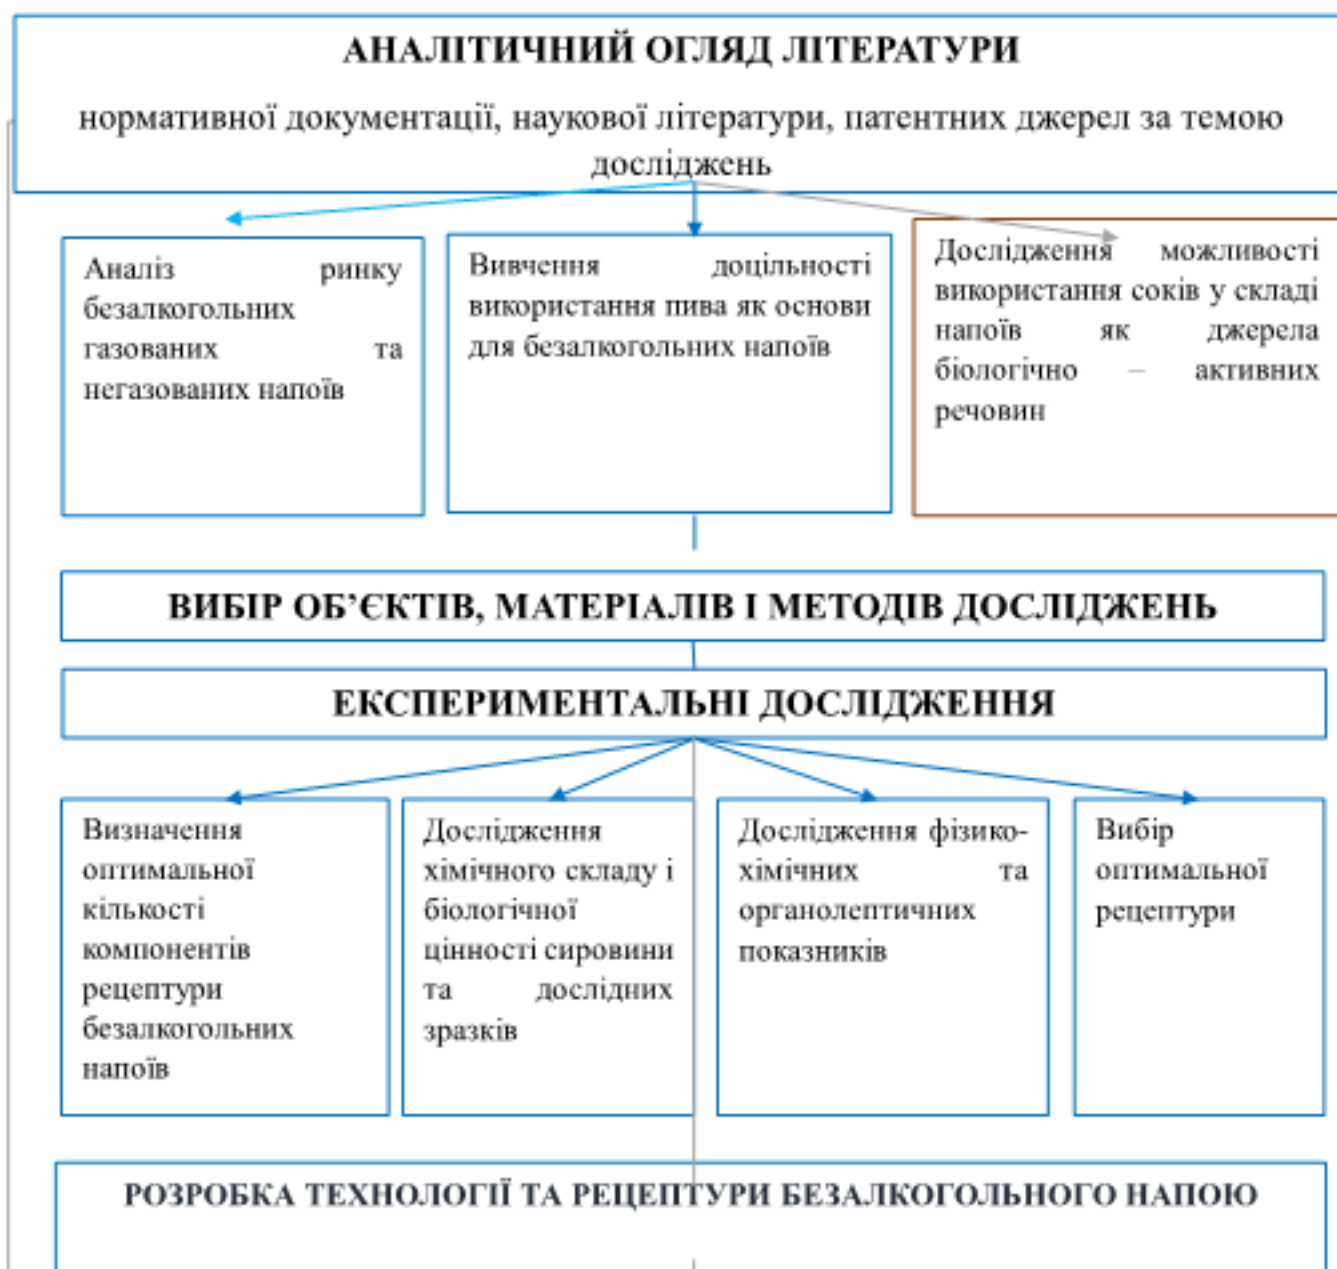 АНАЛІТИЧНИЙ ОГЛЯД ЛІТЕРАТУРИ
нормативної документації, наукової літератури, патентних джерел за темою
досліджень
Аналіз ринку
безалкогольних
газованих та
негазованих напоїв
Вивчення доцільності
використання пива як основи
для безалкогольних напоїв
Дослідження можливості
використання соків у складі
напоїв як джерела
біологічно – активних
речовин
ВИБІР ОБ’ЄКТІВ, МАТЕРІАЛІВ І МЕТОДІВ ДОСЛІДЖЕНЬ
ЕКСПЕРИМЕНТАЛЬНІ ДОСЛІДЖЕННЯ
Визначення
оптимальної
кількості
компонентів
рецептури
безалкогольних
напоїв
Дослідження
хімічного складу і
біологічної
цінності сировини
та дослідних
зразків
Дослідження фізико-
хімічних та
органолептичних
показників
Вибір
оптимальної
рецептури
РОЗРОБКА ТЕХНОЛОГІЇ ТА РЕЦЕПТУРИ БЕЗАЛКОГОЛЬНОГО НАПОЮ